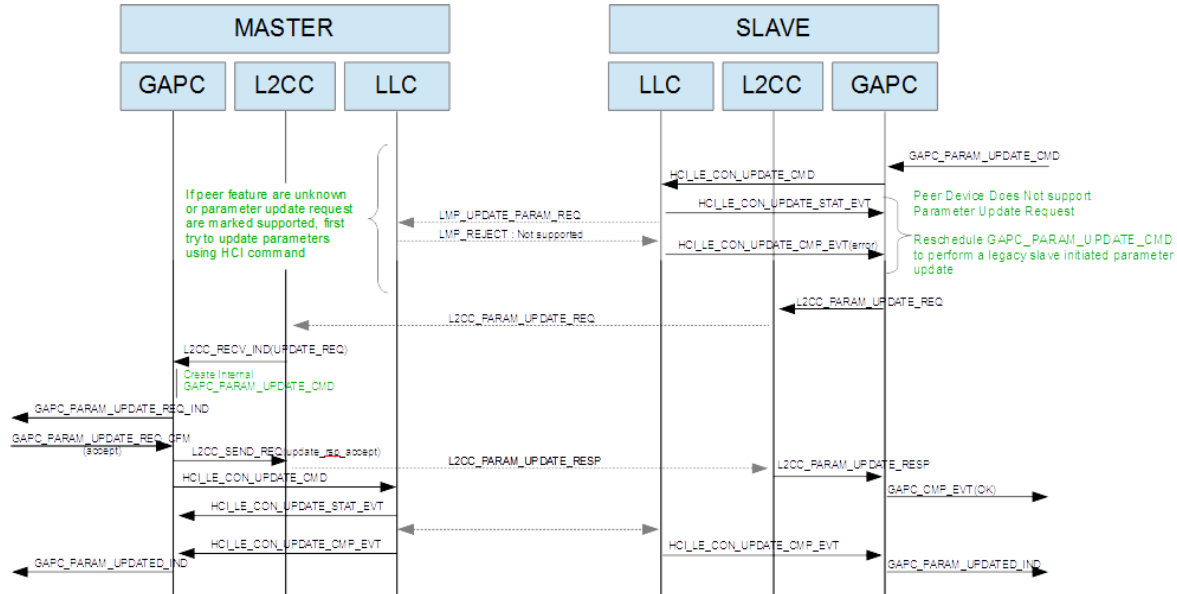 MASTER
SLAVE
GAPC
L2CC
LLC
LLC
L2CC
GAPC
GAPC_PARAM_UPDATE_CMD
HCI_LE_CON_UPDATE_CMD
If peer feature are unknown
or parameter update request
are marked supported, first
try to update parameters
using HCI command
LMP_UPDATE_PARAM_REQ
LMP_REJECT : Not supported
HCI_LE_CON_UPDATE_STAT_EVT
HCI_LE_CON_UPDATE_CMP_EVT(error)
Peer Device Does Not support
Parameter Update Request
Reschedule GAPC_PARAM_UPDATE_CMD
to perform a legacy slave initiated parameter
update
L2CC_PARAM_UPDATE_REQ
L2CC_PARAM_UPDATE_REQ
L2CC_RECV_IND(UPDATE_REQ)
Create Internal
GAPC_PARAM_UPDATE_CMD
GAPC_PARAM_UPDATE_REQ_IND
GAPC_PARAM_UPDATE_REQ_CFM
(accept)
L2CC_SEND_REQ(update_rsp_accept)
L2CC_PARAM_UPDATE_RESP
L2CC_PARAM_UPDATE_RESP
HCI_LE_CON_UPDATE_CMD
GAPC_CMP_EVT(OK)
HCI_LE_CON_UPDATE_STAT_EVT
HCI_LE_CON_UPDATE_CMP_EVT
HCI_LE_CON_UPDATE_CMP_EVT
GAPC_PARAM_UPDATED_IND
GAPC_PARAM_UPDATED_IND